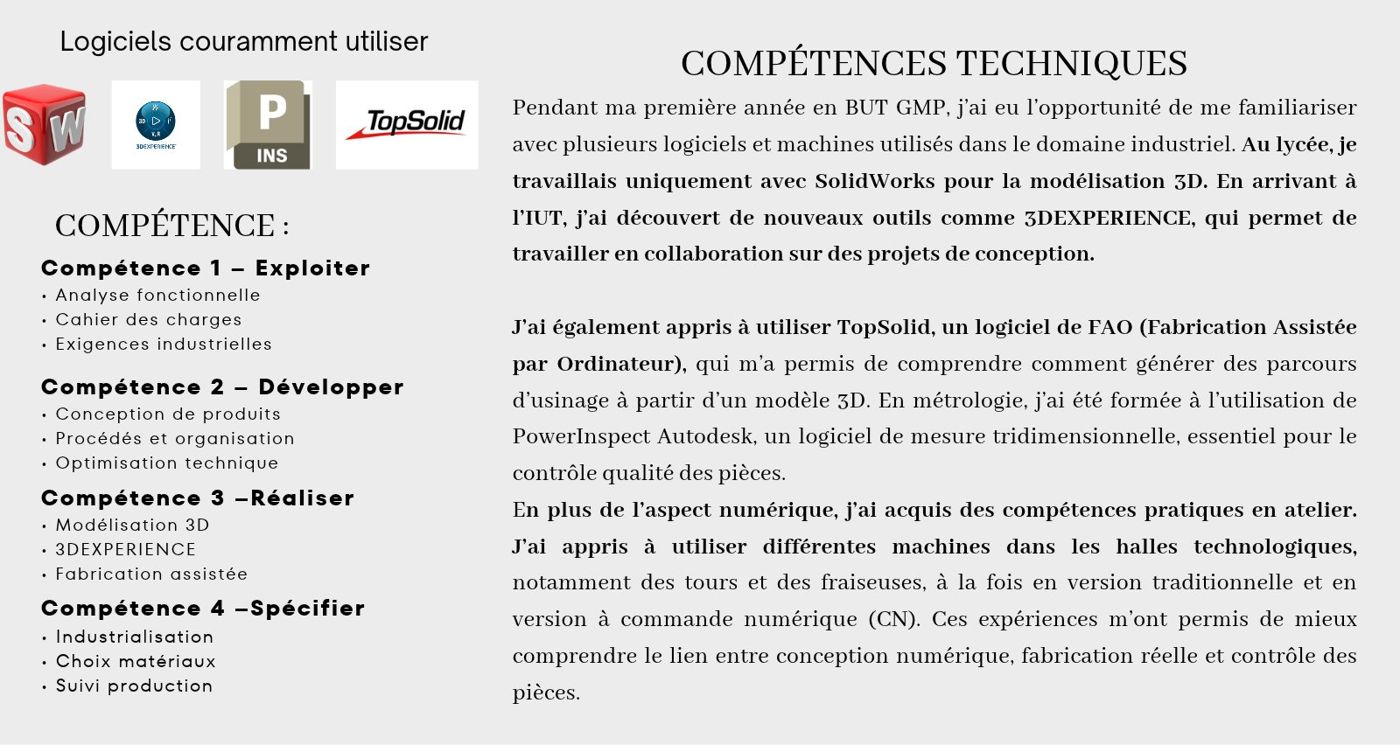 Logiciels couramment utiliser
SW
3D
V,R
3DEXPERIENCE
P
INS
TopSolid
COMPÉTENCE :
Compétence 1 – Exploiter
• Analyse fonctionnelle
• Cahier des charges
• Exigences industrielles
Compétence 2 – Développer
• Conception de produits
• Procédés et organisation
• Optimisation technique
Compétence 3 –Réaliser
• Modélisation 3D
• 3DEXPERIENCE
• Fabrication assistée
Compétence 4 –Spécifier
• Industrialisation
• Choix matériaux
• Suivi production
COMPÉTENCES TECHNIQUES
Pendant ma première année en BUT GMP, j’ai eu l’opportunité de me familiariser
avec plusieurs logiciels et machines utilisés dans le domaine industriel. Au lycée, je
travaillais uniquement avec SolidWorks pour la modélisation 3D. En arrivant à
l’IUT, j’ai découvert de nouveaux outils comme 3DEXPERIENCE, qui permet de
travailler en collaboration sur des projets de conception.
J’ai également appris à utiliser TopSolid, un logiciel de FAO (Fabrication Assistée
par Ordinateur), qui m’a permis de comprendre comment générer des parcours
d’usinage à partir d’un modèle 3D. En métrologie, j’ai été formée à l’utilisation de
PowerInspect Autodesk, un logiciel de mesure tridimensionnelle, essentiel pour le
contrôle qualité des pièces.
En plus de l’aspect numérique, j’ai acquis des compétences pratiques en atelier.
J’ai appris à utiliser différentes machines dans les halles technologiques,
notamment des tours et des fraiseuses, à la fois en version traditionnelle et en
version à commande numérique (CN). Ces expériences m’ont permis de mieux
comprendre le lien entre conception numérique, fabrication réelle et contrôle des
pièces.